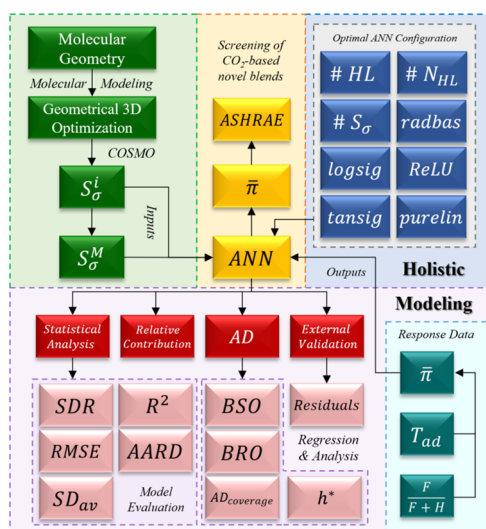 Molecular
Geometry
Molecular Modeling
Geometrical 3D
Optimization
COSMO
S_σ^i
S_σ^M
Inputs
Screening of
CO₂-based
novel blends
ASHRAE
π̄
ANN
Outputs
Optimal ANN Configuration
# HL
# N_HL
# S_σ
radbas
logsig
ReLU
tansig
purelin
Holistic
Modeling
Statistical
Analysis
Relative
Contribution
AD
External
Validation
SDR
R²
RMSE
AARD
SD_av
Model
Evaluation
BSO
BRO
AD_coverage
h*
Residuals
Regression
& Analysis
Response Data
π̄
T_ad
F
F + H